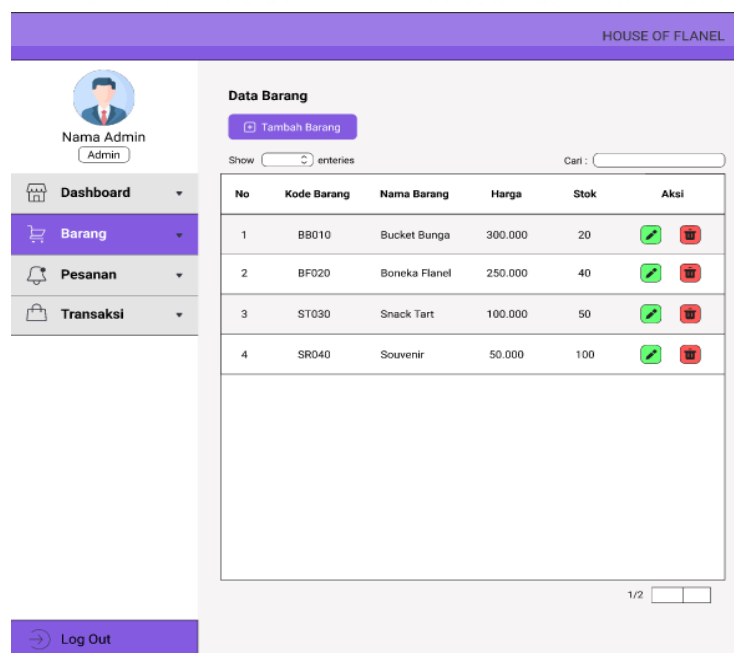 HOUSE OF FLANEL
Nama Admin
Admin
Dashboard
Barang
Pesanan
Transaksi
Log Out
Data Barang
Tambah Barang
Show enteries
Cari :
No Kode Barang Nama Barang Harga Stok Aksi
1 BB010 Bucket Bunga 300.000 20
2 BF020 Boneka Flanel 250.000 40
3 ST030 Snack Tart 100.000 50
4 SR040 Souvenir 50.000 100
1/2